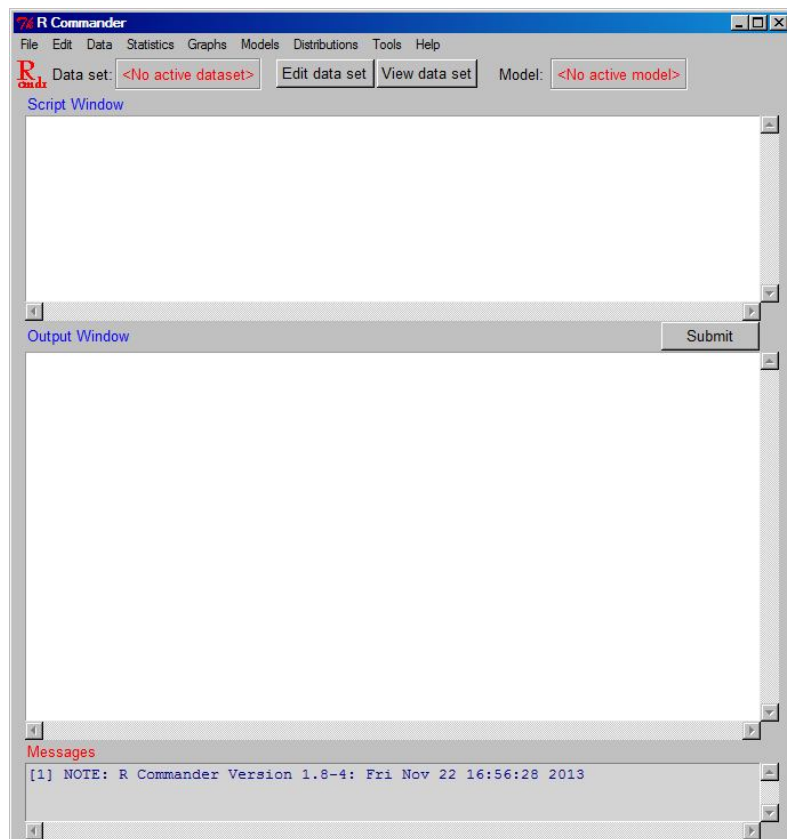 R Commander
File Edit Data Statistics Graphs Models Distributions Tools Help
R cmdr Data set: <No active dataset> Edit data set View data set Model: <No active model>
Script Window
Output Window Submit
Messages
[1] NOTE: R Commander Version 1.8-4: Fri Nov 22 16:56:28 2013